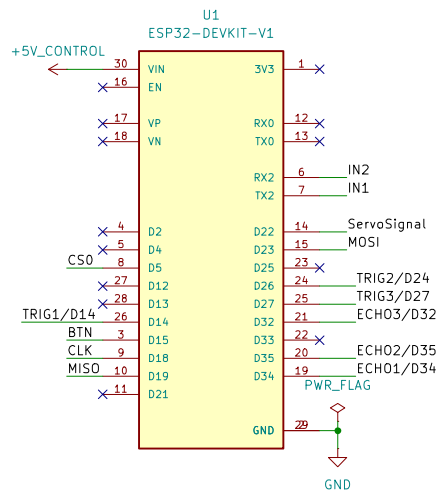 U1
ESP32-DEVKIT-V1
+5V_CONTROL
30 VIN 3V3 1
16 EN
17 VP RX0 12
18 VN TX0 13
RX2 6 IN2
TX2 7 IN1
4 D2 D22 14 ServoSignal
5 D4 D23 15 MOSI
CS0 8 D5 D25 23
27 D12 D26 24 TRIG2/D24
28 D13 D27 25 TRIG3/D27
TRIG1/D14 26 D14 D32 21 ECHO3/D32
BTN 3 D15 D33 22
CLK 9 D18 D35 20 ECHO2/D35
MISO 10 D19 D34 19 ECHO1/D34
11 D21
PWR_FLAG
GND 29
GND